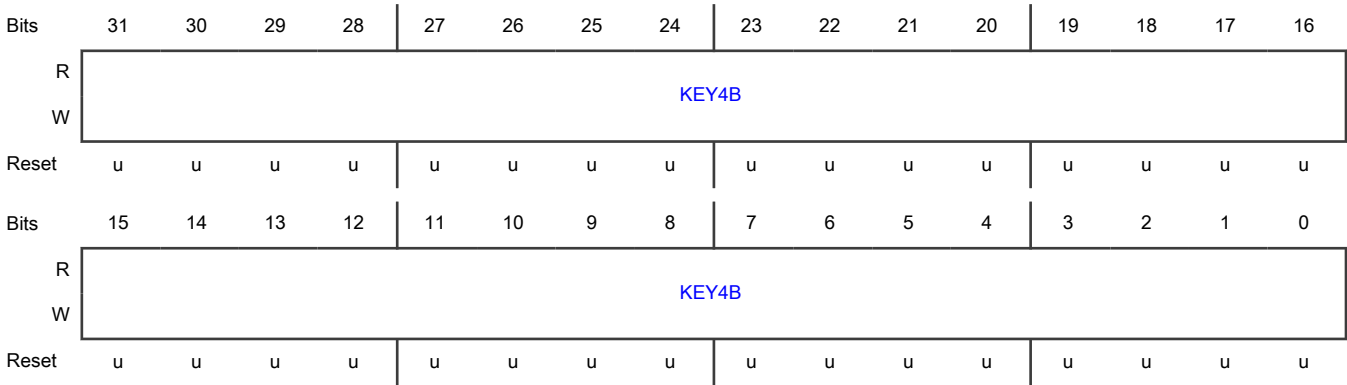 Bits 31 30 29 28 27 26 25 24 23 22 21 20 19 18 17 16
R
KEY4B
W
Reset u u u u u u u u u u u u u u u u
Bits 15 14 13 12 11 10 9 8 7 6 5 4 3 2 1 0
R
KEY4B
W
Reset u u u u u u u u u u u u u u u u